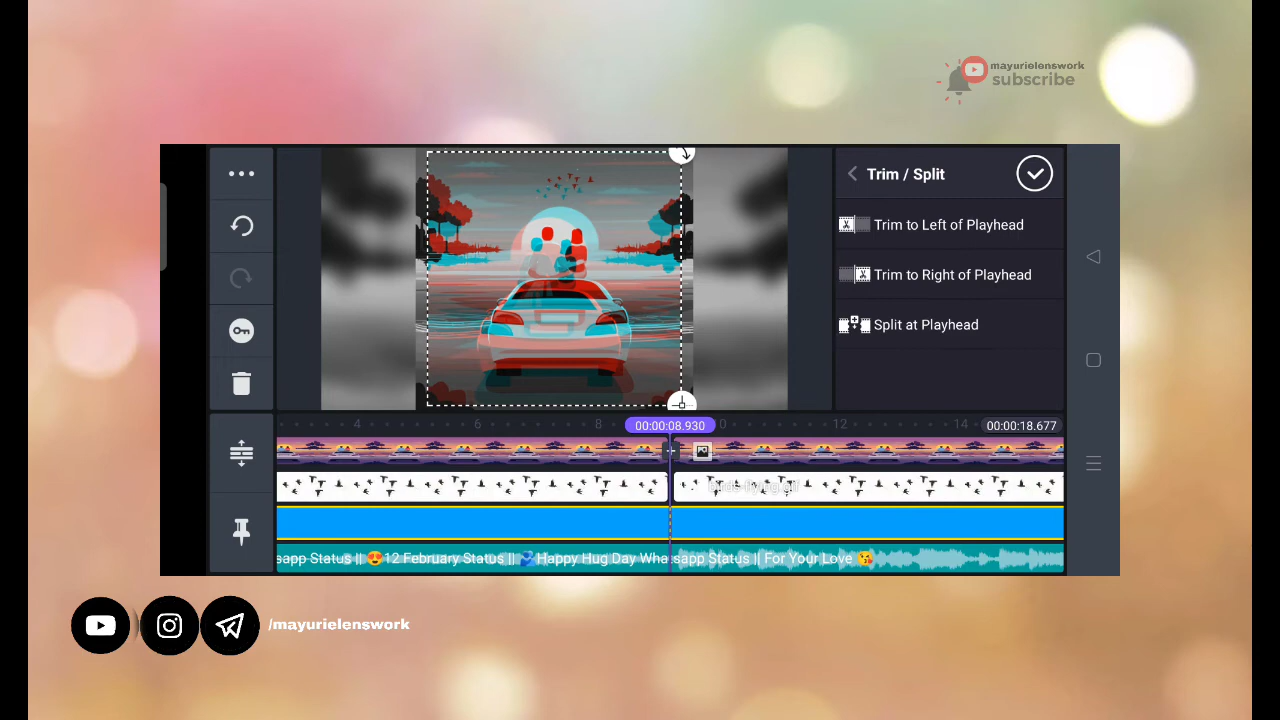 mayurielenswork
subscribe
Trim / Split
Trim to Left of Playhead
Trim to Right of Playhead
Split at Playhead
4 6 8 00:00:08.930 0 12 14 00:00:18.677
sapp Status || 😍12 February Status || 🫂Happy Hug Day Whatsapp Status || For Your Love 😘
/mayurielenswork